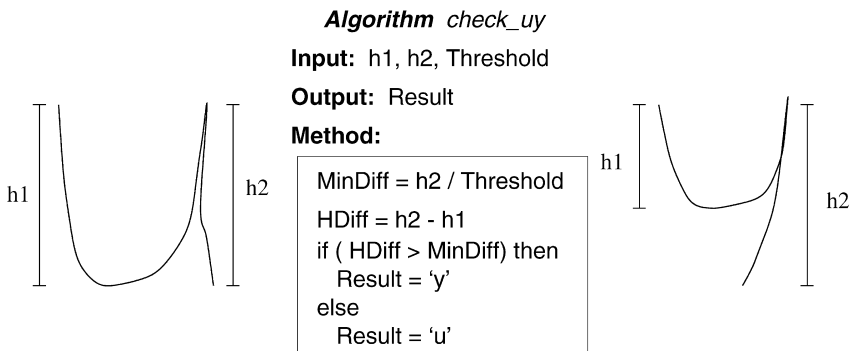 Algorithm check_uy
Input: h1, h2, Threshold
Output: Result
Method:
MinDiff = h2 / Threshold
HDiff = h2 - h1
if ( HDiff > MinDiff) then
Result = ‘y’
else
Result = ‘u’
h1
h2
h1
h2